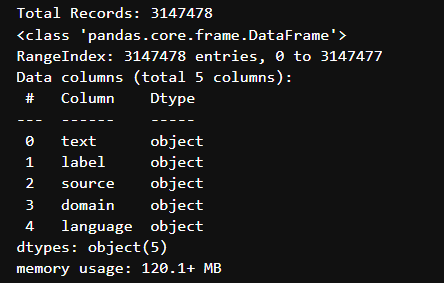 Total Records: 3147478
<class 'pandas.core.frame.DataFrame'>
RangeIndex: 3147478 entries, 0 to 3147477
Data columns (total 5 columns):
 #   Column    Dtype
---  ------    -----
 0   text      object
 1   label     object
 2   source    object
 3   domain    object
 4   language  object
dtypes: object(5)
memory usage: 120.1+ MB